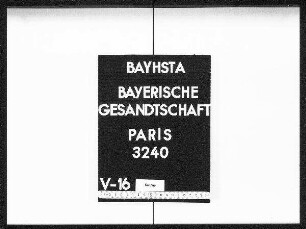 BAYHSTA
BAYERISCHE
GESANDTSCHAFT
PARIS
3240
V-16